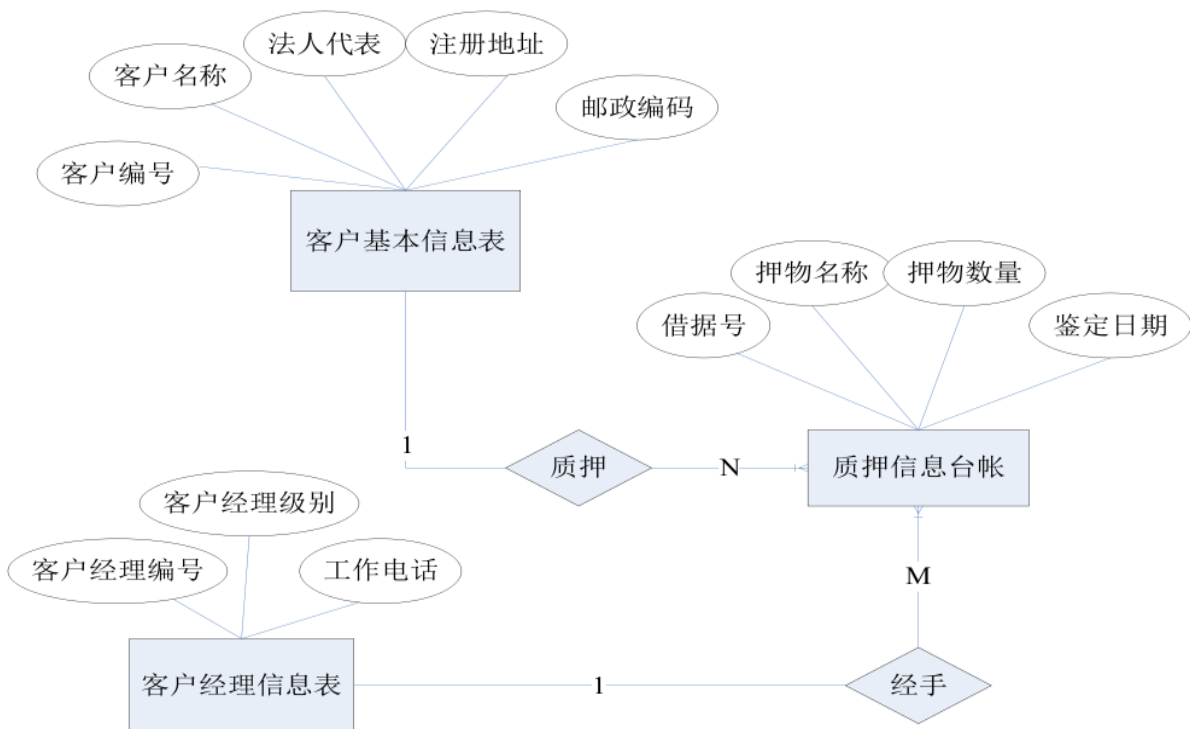 法人代表
注册地址
客户名称
邮政编码
客户编号
客户基本信息表
押物名称
押物数量
借据号
鉴定日期
1
质押
N
质押信息台帐
客户经理级别
客户经理编号
工作电话
M
客户经理信息表
1
经手